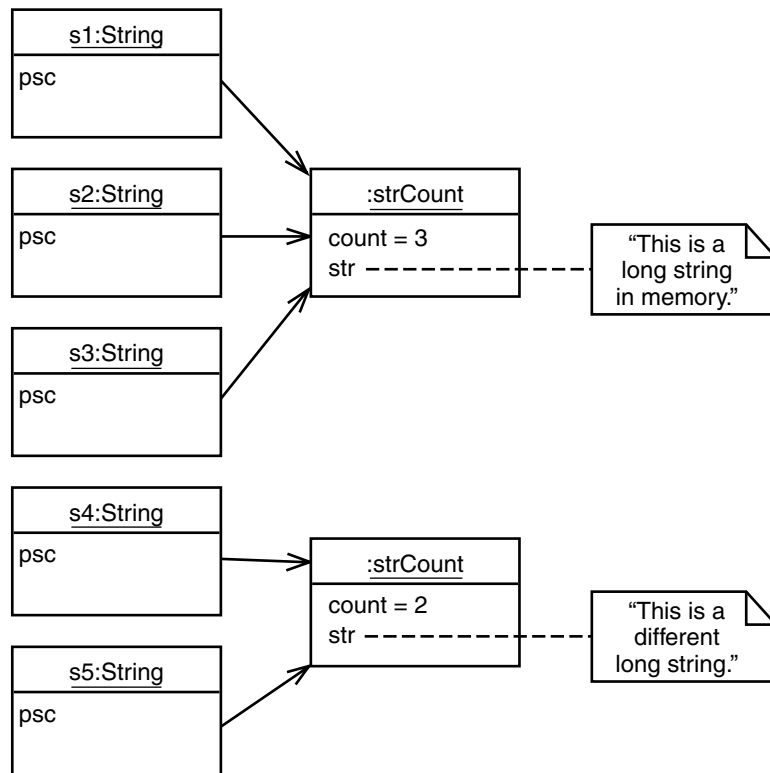 s1:String
psc
s2:String
psc
s3:String
psc
:strCount
count = 3
str
“This is a
long string
in memory.”
s4:String
psc
s5:String
psc
:strCount
count = 2
str
“This is a
different
long string.”